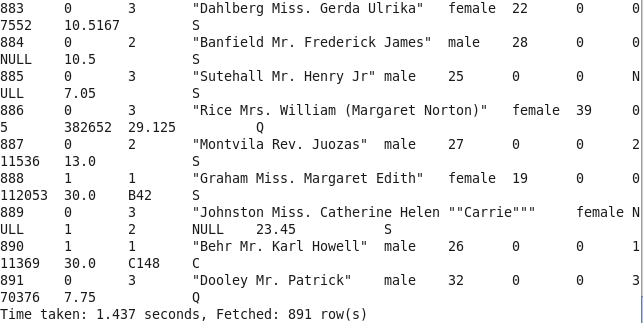 883     0       3       "Dahlberg Miss. Gerda Ulrika"   female  22      0       0
7552    10.5167         S
884     0       2       "Banfield Mr. Frederick James"  male    28      0       0
NULL    10.5            S
885     0       3       "Sutehall Mr. Henry Jr" male    25      0       0       N
ULL     7.05            S
886     0       3       "Rice Mrs. William (Margaret Norton)"   female  39      0
5       382652  29.125          Q
887     0       2       "Montvila Rev. Juozas"  male    27      0       0       2
11536   13.0            S
888     1       1       "Graham Miss. Margaret Edith"   female  19      0       0
112053  30.0    B42     S
889     0       3       "Johnston Miss. Catherine Helen ""Carrie"""     female N
ULL     1       2       NULL    23.45           S
890     1       1       "Behr Mr. Karl Howell"  male    26      0       0       1
11369   30.0    C148    C
891     0       3       "Dooley Mr. Patrick"    male    32      0       0       3
70376   7.75            Q
Time taken: 1.437 seconds, Fetched: 891 row(s)